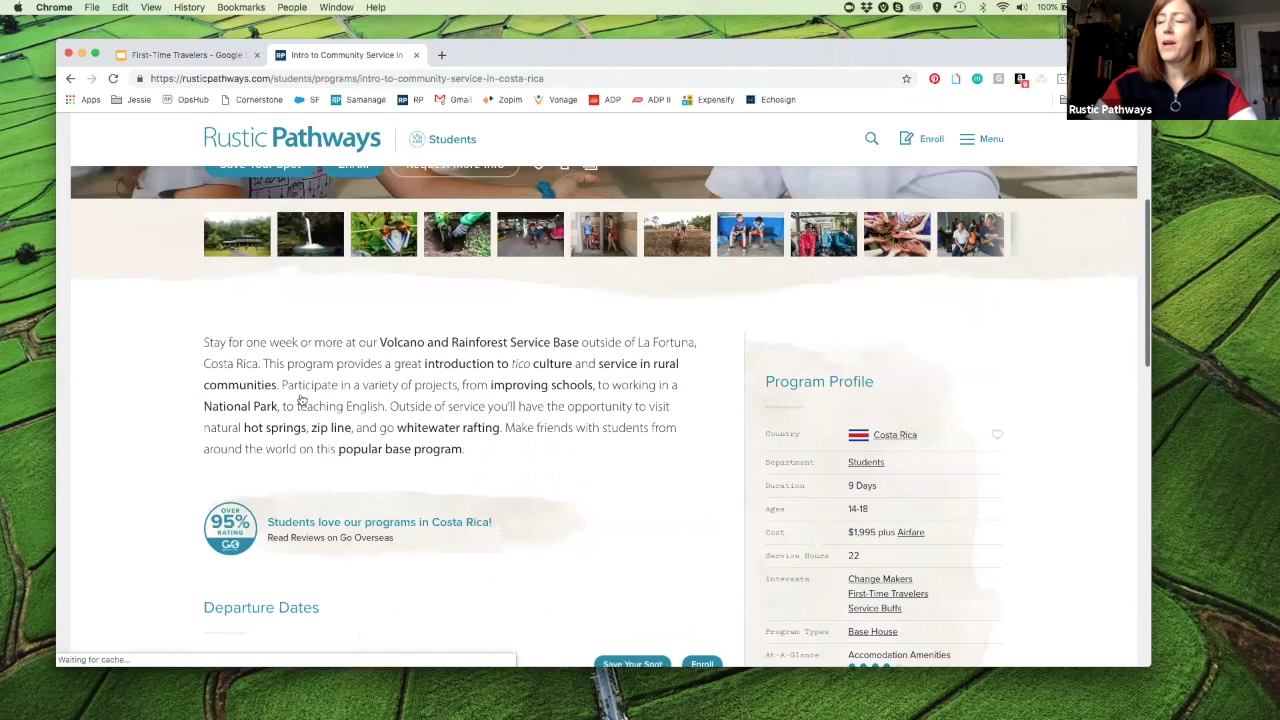 Chrome File Edit View History Bookmarks People Window Help
100%
First-Time Travelers - Google
Intro to Community Service In
https://rusticpathways.com/students/programs/intro-to-community-service-in-costa-rica
Apps Jessie OpsHub Cornerstone SF Samanage RP Gmail Zopim Vonage ADP ADP II Expensify Echosign
Rustic Pathways
Rustic Pathways Students
Enroll Menu
Save Your Spot Enroll Request More Info
Stay for one week or more at our Volcano and Rainforest Service Base outside of La Fortuna,
Costa Rica. This program provides a great introduction to tico culture and service in rural
communities. Participate in a variety of projects, from improving schools, to working in a
National Park, to teaching English. Outside of service you'll have the opportunity to visit
natural hot springs, zip line, and go whitewater rafting. Make friends with students from
around the world on this popular base program.
OVER
95%
RATING
GO
Students love our programs in Costa Rica!
Read Reviews on Go Overseas
Departure Dates
Program Profile
Country Costa Rica
Department Students
Duration 9 Days
Ages 14-18
Cost $1,995 plus Airfare
Service Hours 22
Interests Change Makers
First-Time Travelers
Service Buffs
Program Types Base House
At-A-Glance Accomodation Amenities
Save Your Spot Enroll
Waiting for cache...